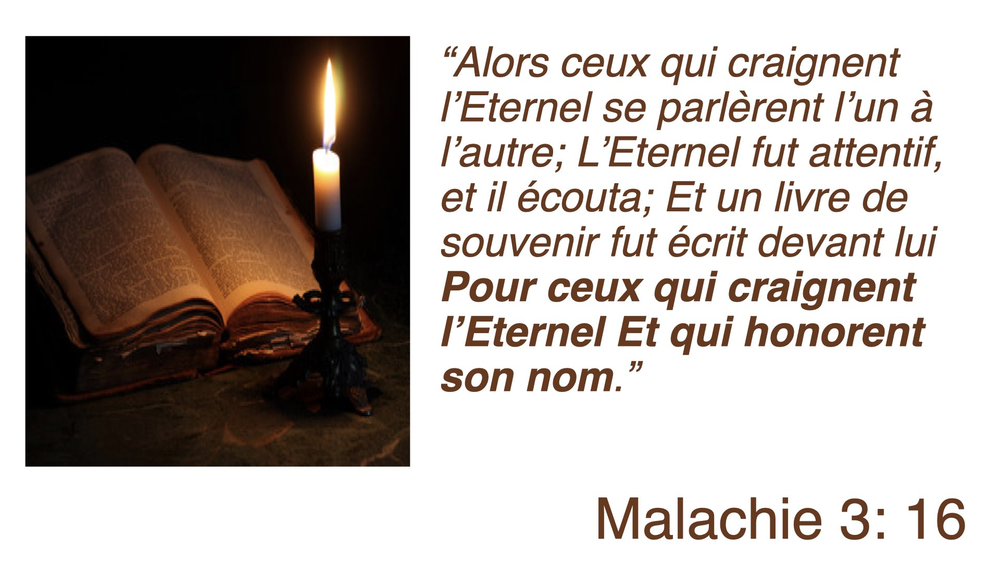 “Alors ceux qui craignent
l’Eternel se parlèrent l’un à
l’autre; L’Eternel fut attentif,
et il écouta; Et un livre de
souvenir fut écrit devant lui
Pour ceux qui craignent
l’Eternel Et qui honorent
son nom.”
Malachie 3: 16